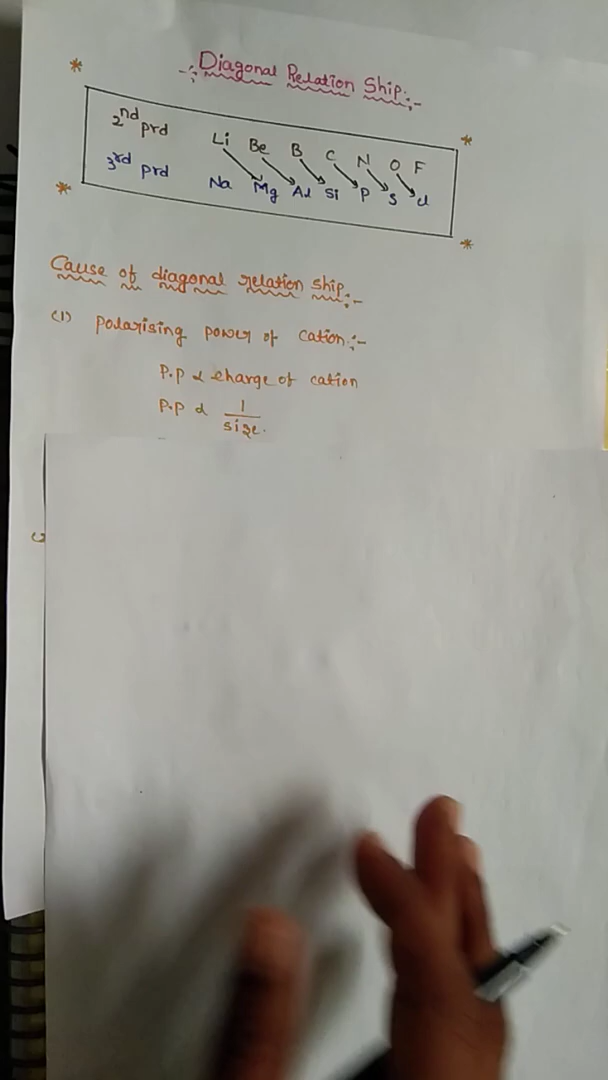 -:Diagonal Relation Ship:-
2nd prd Li Be B C N O F
3rd prd Na Mg Al Si P S Cl
Cause of diagonal relation ship:-
(1) Polarising power of cation:-
P.P α charge of cation
P.P α 1/size.